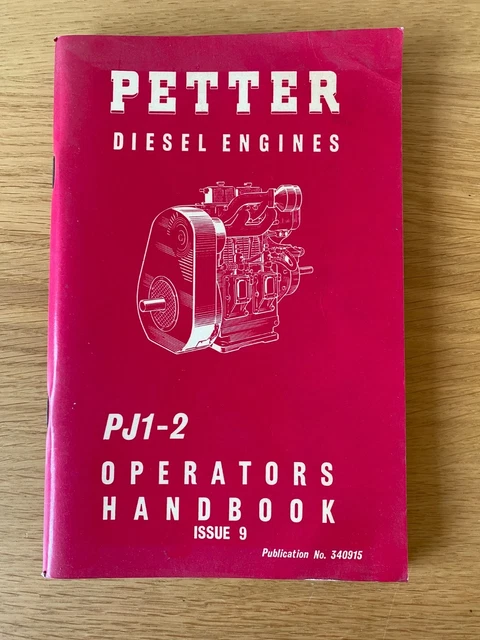 PETTER
DIESEL ENGINES
PJ1-2
OPERATORS
HANDBOOK
ISSUE 9
Publication No. 340915